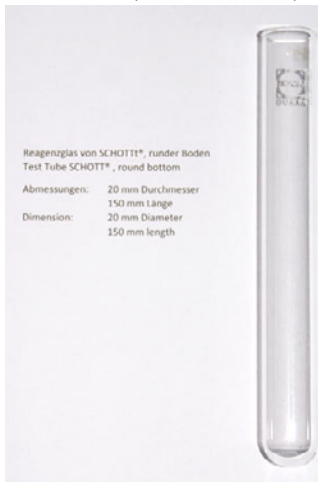 Reagenzglas von SCHOTTt®, runder Boden
Test Tube SCHOTT® , round bottom
Abmessungen: 20 mm Durchmesser
150 mm Länge
Dimension: 20 mm Diameter
150 mm length